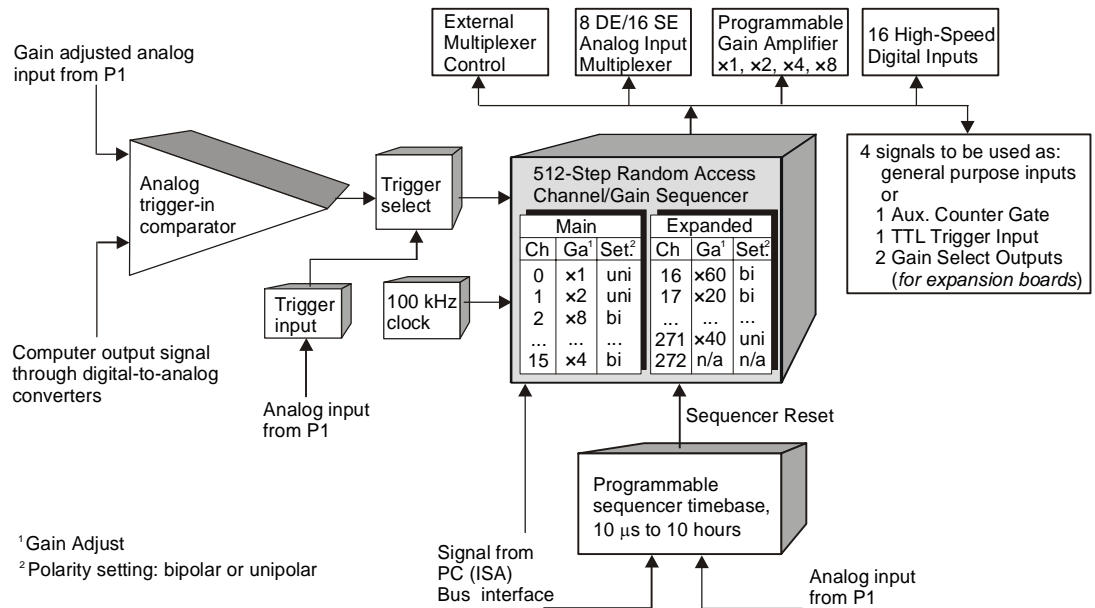 External
Multiplexer
Control
8 DE/16 SE
Analog Input
Multiplexer
Programmable
Gain Amplifier
×1, ×2, ×4, ×8
16 High-Speed
Digital Inputs
Gain adjusted analog
input from P1
Analog
trigger-in
comparator
Trigger
select
512-Step Random Access
Channel/Gain Sequencer
Main
Ch Ga¹ Set.²
0 ×1 uni
1 ×2 uni
2 ×8 bi
... ... ...
15 ×4 bi
Expanded
Ch Ga¹ Set.²
16 ×60 bi
17 ×20 bi
... ... ...
271 ×40 uni
272 n/a n/a
4 signals to be used as:
general purpose inputs
or
1 Aux. Counter Gate
1 TTL Trigger Input
2 Gain Select Outputs
(for expansion boards)
Trigger
input
100 kHz
clock
Computer output signal
through digital-to-analog
converters
Analog input
from P1
Sequencer Reset
Programmable
sequencer timebase,
10 μs to 10 hours
¹Gain Adjust
²Polarity setting: bipolar or unipolar
Signal from
PC (ISA)
Bus interface
Analog input
from P1